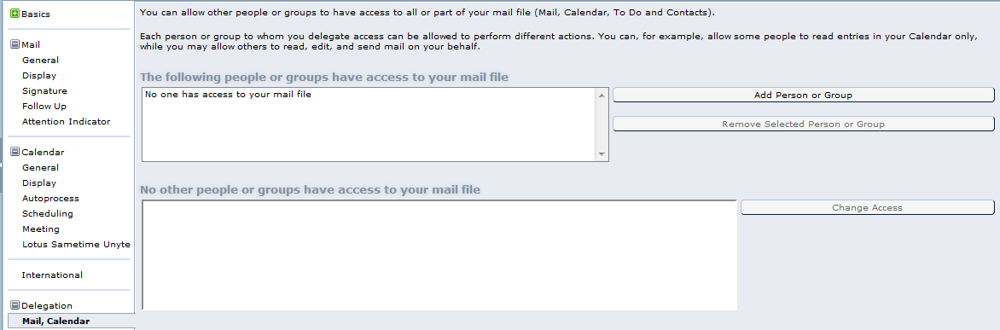 Basics
Mail
General
Display
Signature
Follow Up
Attention Indicator
Calendar
General
Display
Autoprocess
Scheduling
Meeting
Lotus Sametime Unyte
International
Delegation
Mail, Calendar
You can allow other people or groups to have access to all or part of your mail file (Mail, Calendar, To Do and Contacts).
Each person or group to whom you delegate access can be allowed to perform different actions. You can, for example, allow some people to read entries in your Calendar only,
while you may allow others to read, edit, and send mail on your behalf.
The following people or groups have access to your mail file
No one has access to your mail file
Add Person or Group
Remove Selected Person or Group
No other people or groups have access to your mail file
Change Access